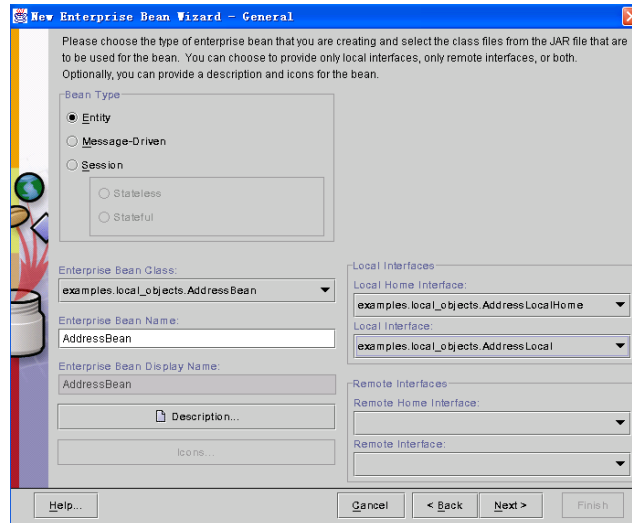 New Enterprise Bean Wizard - General
Please choose the type of enterprise bean that you are creating and select the class files from the JAR file that are
to be used for the bean. You can choose to provide only local interfaces, only remote interfaces, or both.
Optionally, you can provide a description and icons for the bean.
Bean Type
Entity
Message-Driven
Session
Stateless
Stateful
Enterprise Bean Class:
examples.local_objects.AddressBean
Enterprise Bean Name:
AddressBean
Enterprise Bean Display Name:
AddressBean
Description...
Icons...
Local Interfaces
Local Home Interface:
examples.local_objects.AddressLocalHome
Local Interface:
examples.local_objects.AddressLocal
Remote Interfaces
Remote Home Interface:
Remote Interface:
Help...
Cancel
< Back
Next >
Finish